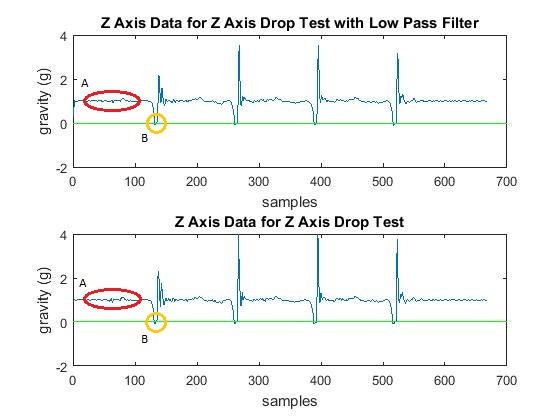 Z Axis Data for Z Axis Drop Test with Low Pass Filter
4
2
0
-2
gravity (g)
A
B
0 100 200 300 400 500 600 700
samples
Z Axis Data for Z Axis Drop Test
4
2
0
-2
gravity (g)
A
B
0 100 200 300 400 500 600 700
samples